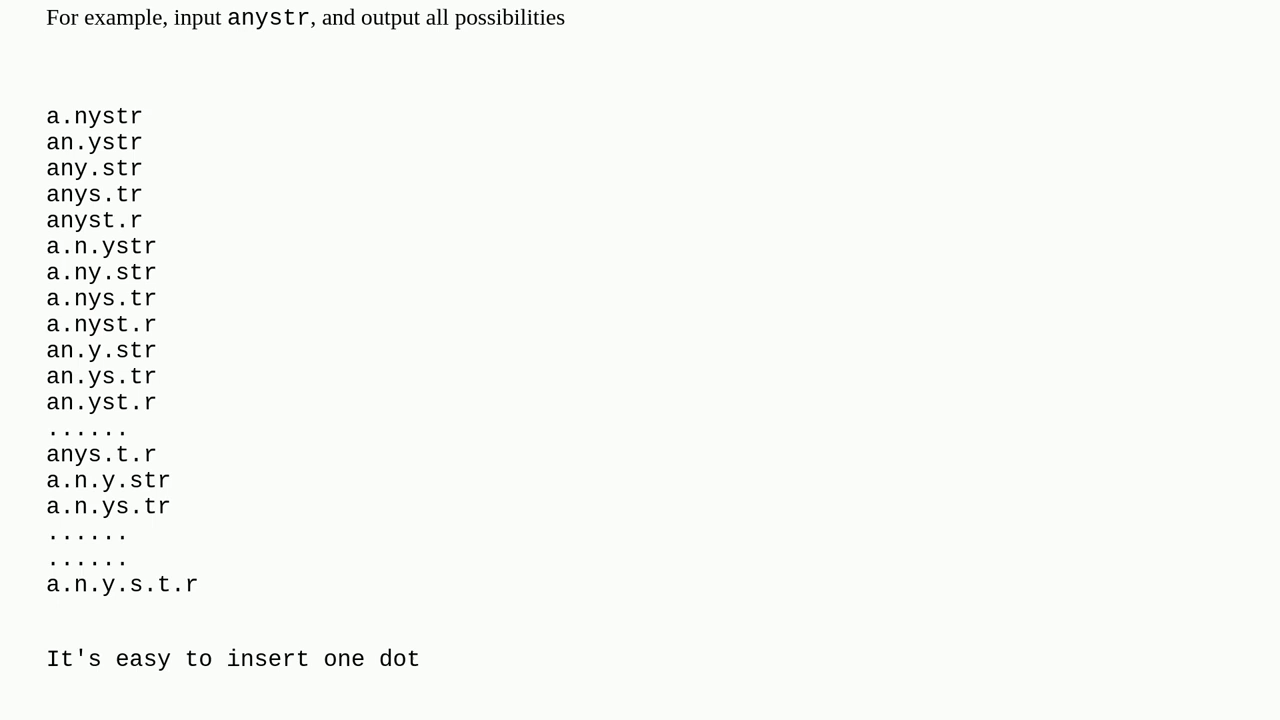 For example, input anystr, and output all possibilities
a.nystr
an.ystr
any.str
anys.tr
anyst.r
a.n.ystr
a.ny.str
a.nys.tr
a.nyst.r
an.y.str
an.ys.tr
an.yst.r
......
anys.t.r
a.n.y.str
a.n.ys.tr
......
......
a.n.y.s.t.r
It's easy to insert one dot